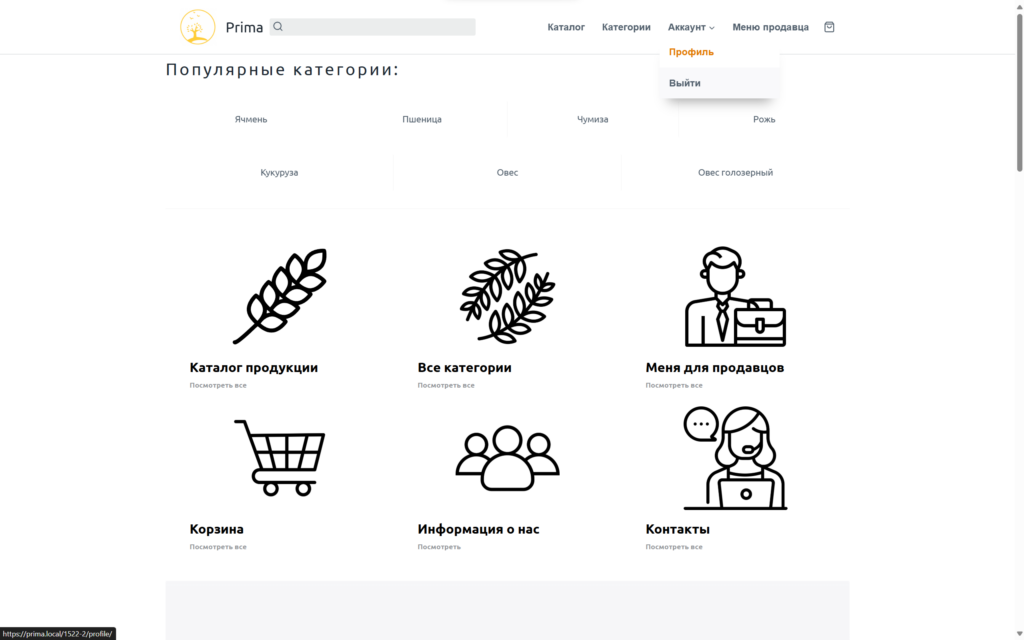 Prima
Каталог Категории Аккаунт Меню продавца
Профиль
Выйти
Популярные категории:
Ячмень Пшеница Чумиза Рожь
Кукуруза Овес Овес голозерный
Каталог продукции Все категории Меня для продавцов
Посмотреть все Посмотреть все Посмотреть все
Корзина Информация о нас Контакты
Посмотреть все Посмотреть Посмотреть все
https://prima.local/1522-2/profile/